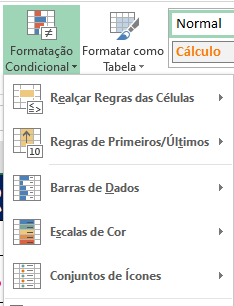 Formatação Condicional
Formatar como Tabela
Normal
Cálculo
Realçar Regras das Células
Regras de Primeiros/Últimos
10
Barras de Dados
Escalas de Cor
Conjuntos de Ícones